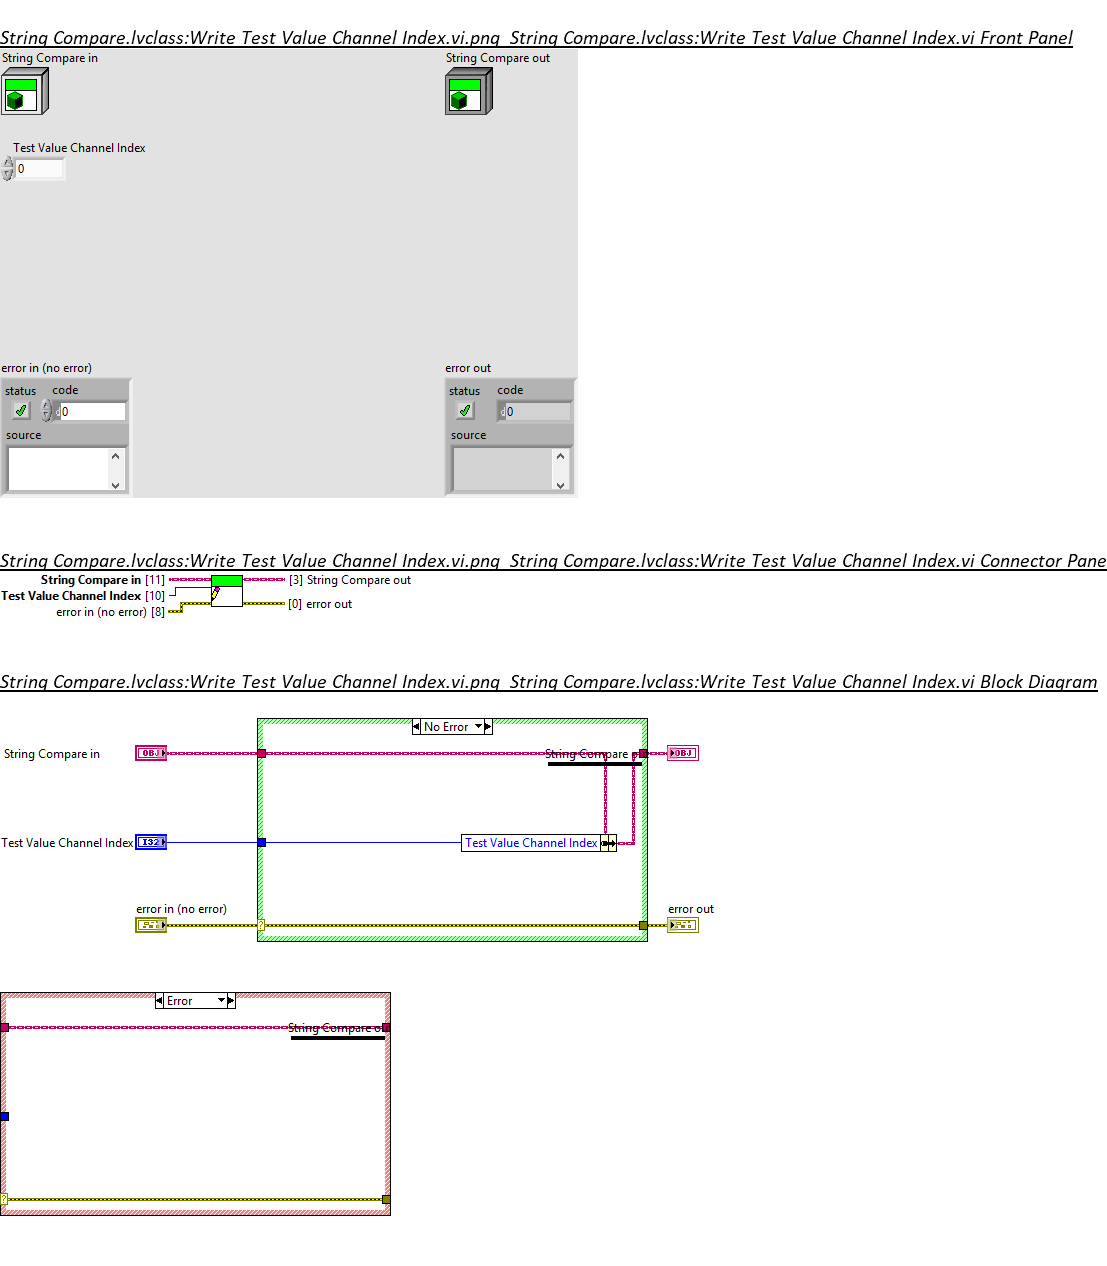 String Compare.lvclass:Write Test Value Channel Index.vi.png  String Compare.lvclass:Write Test Value Channel Index.vi Front Panel
String Compare in
String Compare out
Test Value Channel Index
0
error in (no error)
error out
status code
status code
d 0
d 0
source
source
String Compare.lvclass:Write Test Value Channel Index.vi.png  String Compare.lvclass:Write Test Value Channel Index.vi Connector Pane
String Compare in [11]
[3] String Compare out
Test Value Channel Index [10]
[0] error out
error in (no error) [8]
String Compare.lvclass:Write Test Value Channel Index.vi.png  String Compare.lvclass:Write Test Value Channel Index.vi Block Diagram
No Error
String Compare in
OBJ
String Compare
OBJ
Test Value Channel Index
I32
Test Value Channel Index
error in (no error)
error out
?
Error
String Compare
?